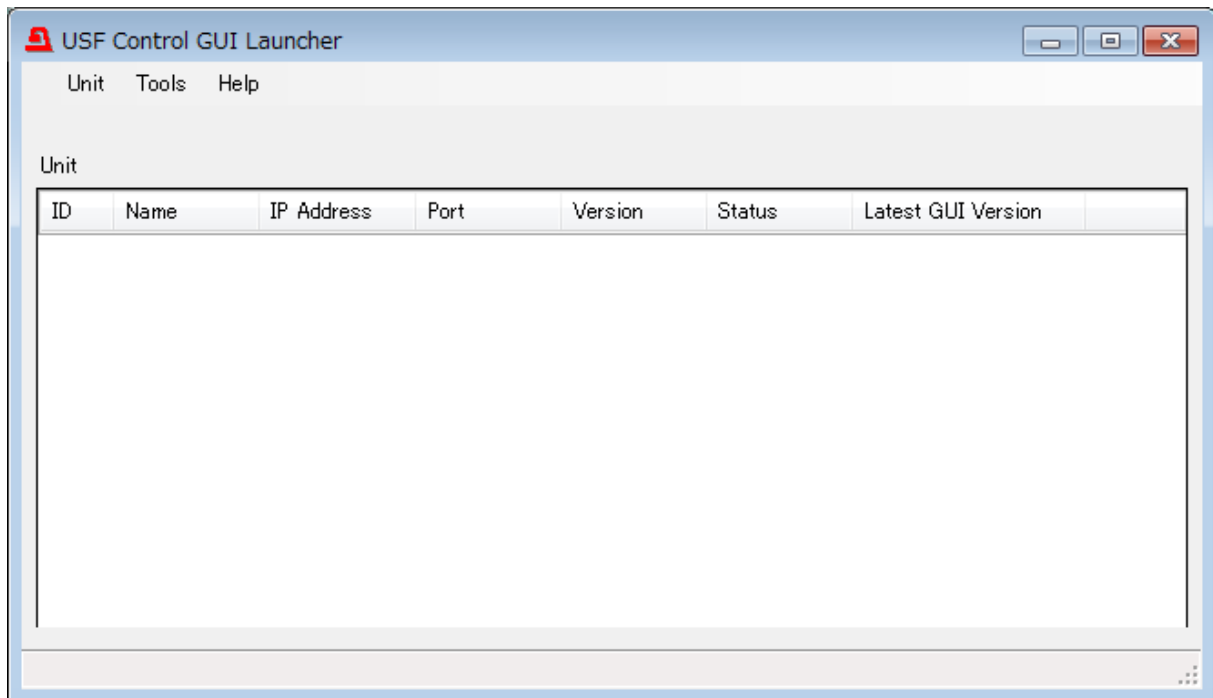 USF Control GUI Launcher
Unit Tools Help
Unit
ID Name IP Address Port Version Status Latest GUI Version